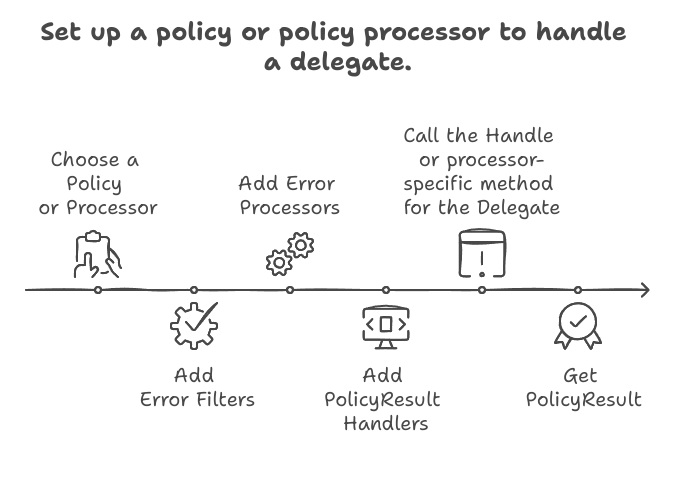 Set up a policy or policy processor to handle
a delegate.
Choose a
Policy
or Processor
Add
Error Filters
Add Error
Processors
Add
PolicyResult
Handlers
Call the Handle
or processor-
specific method
for the Delegate
Get
PolicyResult